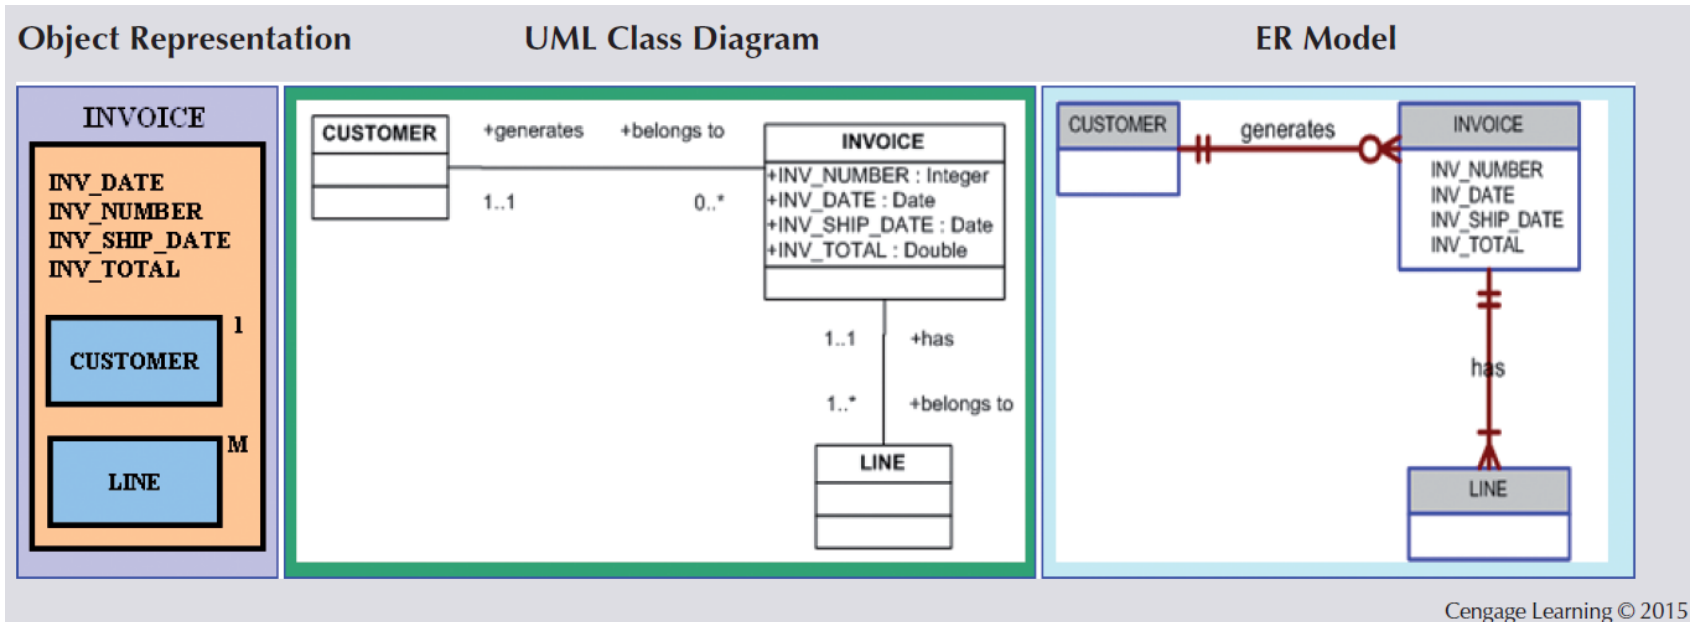 Object Representation
UML Class Diagram
ER Model
INVOICE
INV_DATE
INV_NUMBER
INV_SHIP_DATE
INV_TOTAL
1
CUSTOMER
M
LINE
CUSTOMER
+generates
+belongs to
1..1
0..*
INVOICE
+INV_NUMBER : Integer
+INV_DATE : Date
+INV_SHIP_DATE : Date
+INV_TOTAL : Double
1..1
+has
1..*
+belongs to
LINE
CUSTOMER
generates
INVOICE
INV_NUMBER
INV_DATE
INV_SHIP_DATE
INV_TOTAL
has
LINE
Cengage Learning © 2015